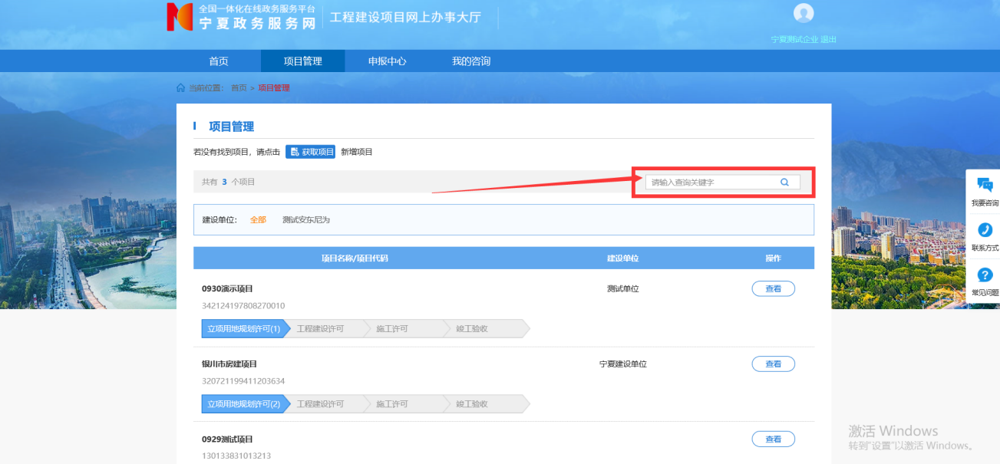 全国一体化在线政务服务平台
宁夏政务服务网
工程建设项目网上办事大厅
宁夏测试企业 退出
首页 项目管理 申报中心 我的咨询
当前位置: 首页 > 项目管理
项目管理
若没有找到项目，请点击 获取项目 新增项目
共有 3 个项目
请输入查询关键字
建设单位: 全部 测试安东尼为
项目名称/项目代码 建设单位 操作
0930演示项目 测试单位 查看
342124197808270010
立项用地规划许可(1) 工程建设许可 施工许可 竣工验收
银川市房建项目 宁夏建设单位 查看
320721199411203634
立项用地规划许可(2) 工程建设许可 施工许可 竣工验收
0929测试项目 查看
130133831013213
我要咨询
联系方式
常见问题
激活 Windows
转到"设置"以激活 Windows。